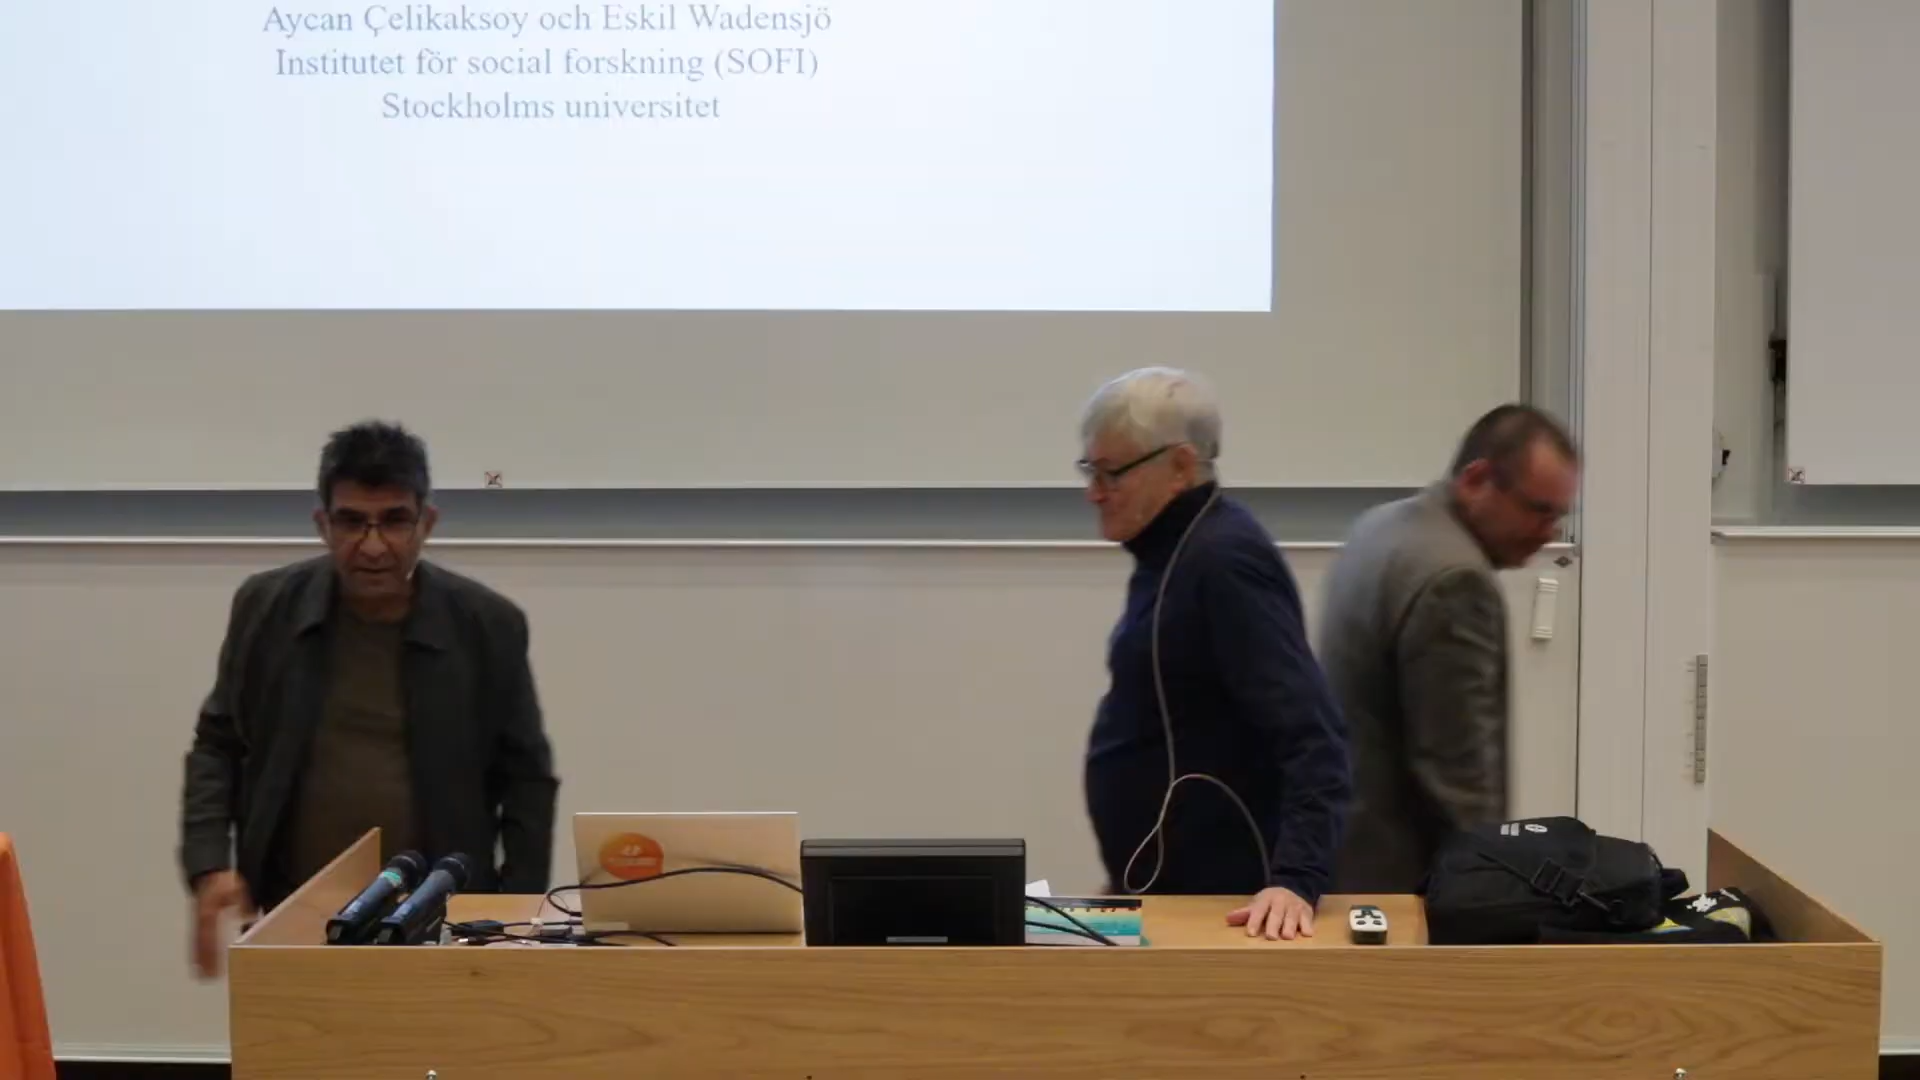 Aycan Çelikaksoy och Eskil Wadensjö
Institutet för social forskning (SOFI)
Stockholms universitet